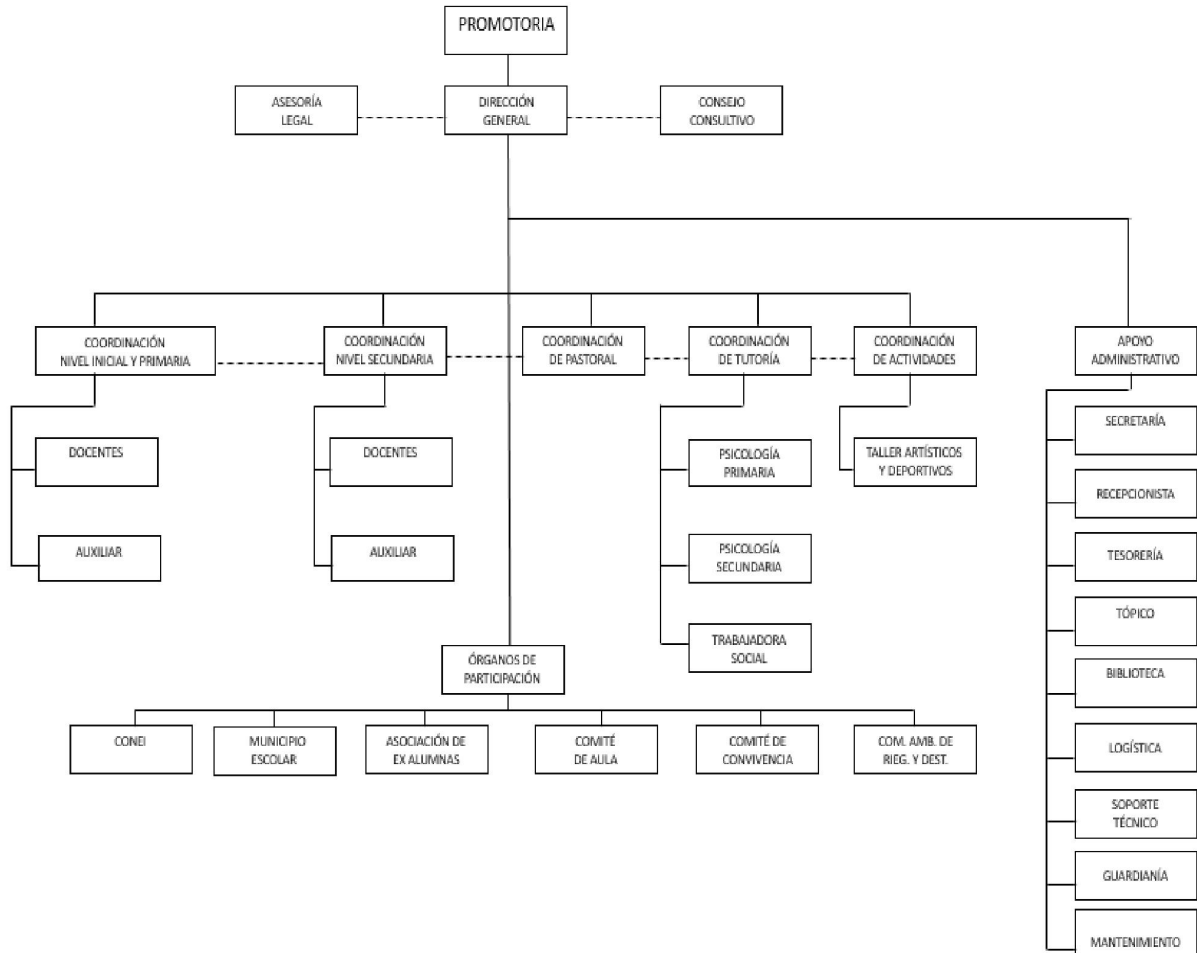 PROMOTORIA
ASESORÍA
LEGAL
DIRECCIÓN
GENERAL
CONSEJO
CONSULTIVO
COORDINACIÓN
NIVEL INICIAL Y PRIMARIA
COORDINACIÓN
NIVEL SECUNDARIA
COORDINACIÓN
DE PASTORAL
COORDINACIÓN
DE TUTORÍA
COORDINACIÓN
DE ACTIVIDADES
APOYO
ADMINISTRATIVO
DOCENTES
AUXILIAR
DOCENTES
AUXILIAR
PSICOLOGÍA
PRIMARIA
PSICOLOGÍA
SECUNDARIA
TRABAJADORA
SOCIAL
TALLER ARTÍSTICOS
Y DEPORTIVOS
SECRETARÍA
RECEPCIONISTA
TESORERÍA
TÓPICO
BIBLIOTECA
LOGÍSTICA
SOPORTE
TÉCNICO
GUARDIANÍA
MANTENIMIENTO
ÓRGANOS DE
PARTICIPACIÓN
CONEI
MUNICIPIO
ESCOLAR
ASOCIACIÓN DE
EX ALUMNAS
COMITÉ
DE AULA
COMITÉ DE
CONVIVENCIA
COM. AMB. DE
RIEG. Y DEST.